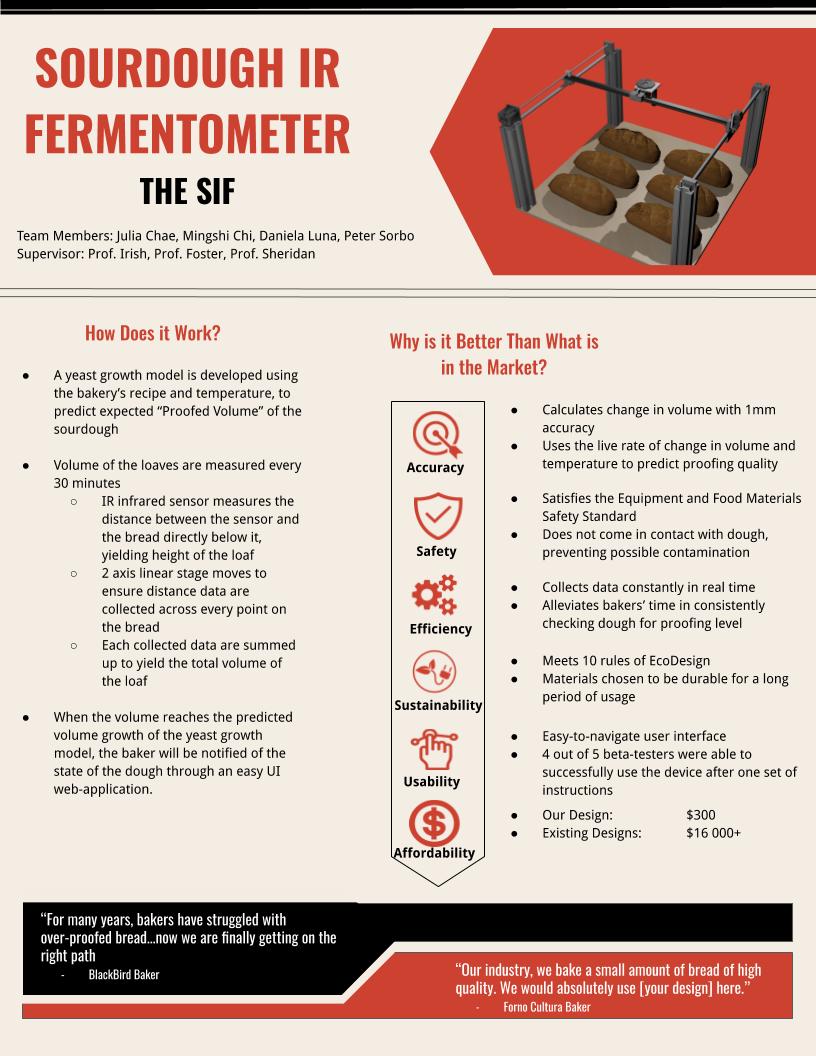 SOURDOUGH IR
FERMENTOMETER
THE SIF
Team Members: Julia Chae, Mingshi Chi, Daniela Luna, Peter Sorbo
Supervisor: Prof. Irish, Prof. Foster, Prof. Sheridan
How Does it Work?
● A yeast growth model is developed using
the bakery’s recipe and temperature, to
predict expected “Proofed Volume” of the
sourdough
● Volume of the loaves are measured every
30 minutes
○ IR infrared sensor measures the
distance between the sensor and
the bread directly below it,
yielding height of the loaf
○ 2 axis linear stage moves to
ensure distance data are
collected across every point on
the bread
○ Each collected data are summed
up to yield the total volume of
the loaf
● When the volume reaches the predicted
volume growth of the yeast growth
model, the baker will be notified of the
state of the dough through an easy UI
web-application.
Why is it Better Than What is
in the Market?
Accuracy
● Calculates change in volume with 1mm
accuracy
● Uses the live rate of change in volume and
temperature to predict proofing quality
Safety
● Satisfies the Equipment and Food Materials
Safety Standard
● Does not come in contact with dough,
preventing possible contamination
Efficiency
● Collects data constantly in real time
● Alleviates bakers’ time in consistently
checking dough for proofing level
Sustainability
● Meets 10 rules of EcoDesign
● Materials chosen to be durable for a long
period of usage
Usability
● Easy-to-navigate user interface
● 4 out of 5 beta-testers were able to
successfully use the device after one set of
instructions
Affordability
● Our Design: $300
● Existing Designs: $16 000+
“For many years, bakers have struggled with
over-proofed bread...now we are finally getting on the
right path
- BlackBird Baker
“Our industry, we bake a small amount of bread of high
quality. We would absolutely use [your design] here.”
- Forno Cultura Baker